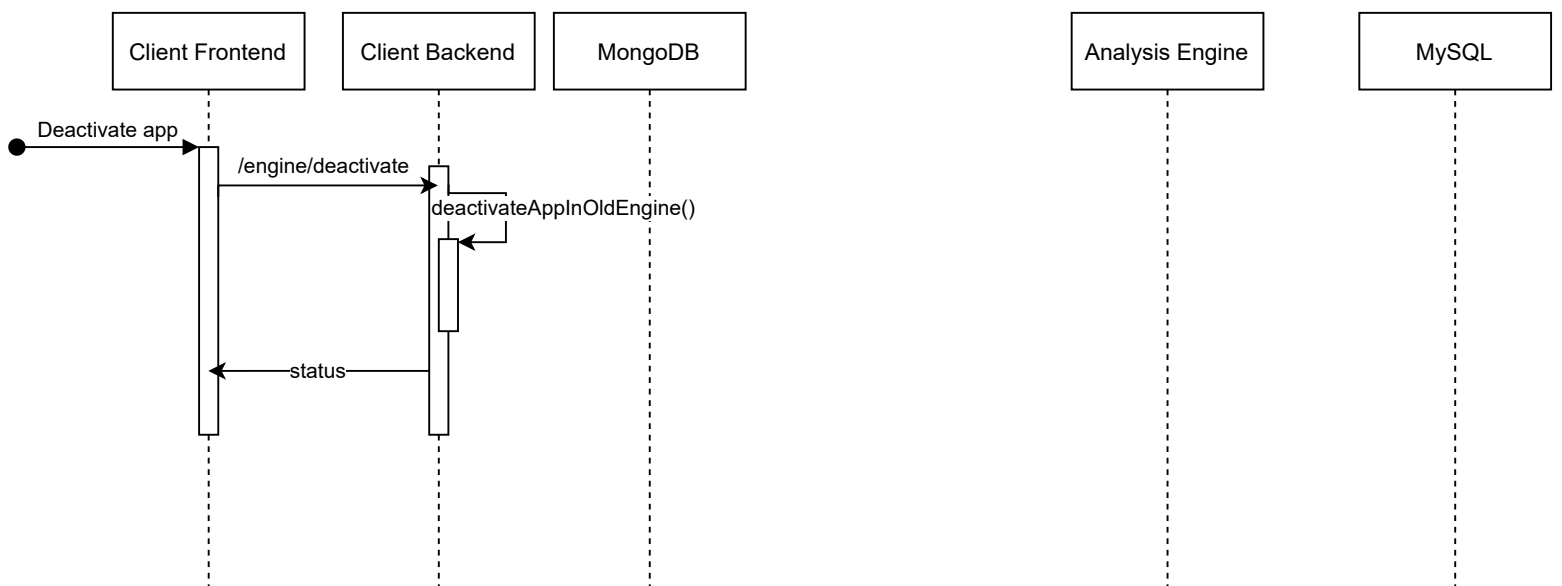 Client Frontend
Client Backend
MongoDB
Analysis Engine
MySQL
Deactivate app
/engine/deactivate
deactivateAppInOldEngine()
status